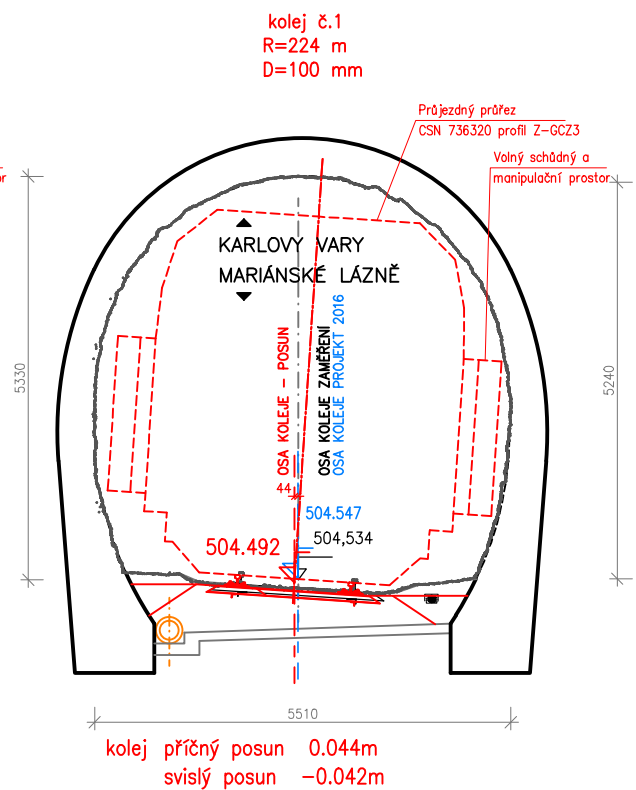 kolej č.1
R=224 m
D=100 mm
Průjezdný průřez
CSN 736320 profil Z-GCZ3
Volný schůdný a
manipulační prostor
or
KARLOVY VARY
MARIÁNSKÉ LÁZNĚ
5330
5240
OSA KOLEJE - POSUN
OSA KOLEJE ZAMĚŘENÍ
OSA KOLEJE PROJEKT 2016
44
504.547
504,534
504.492
5510
kolej příčný posun 0.044m
svislý posun -0.042m